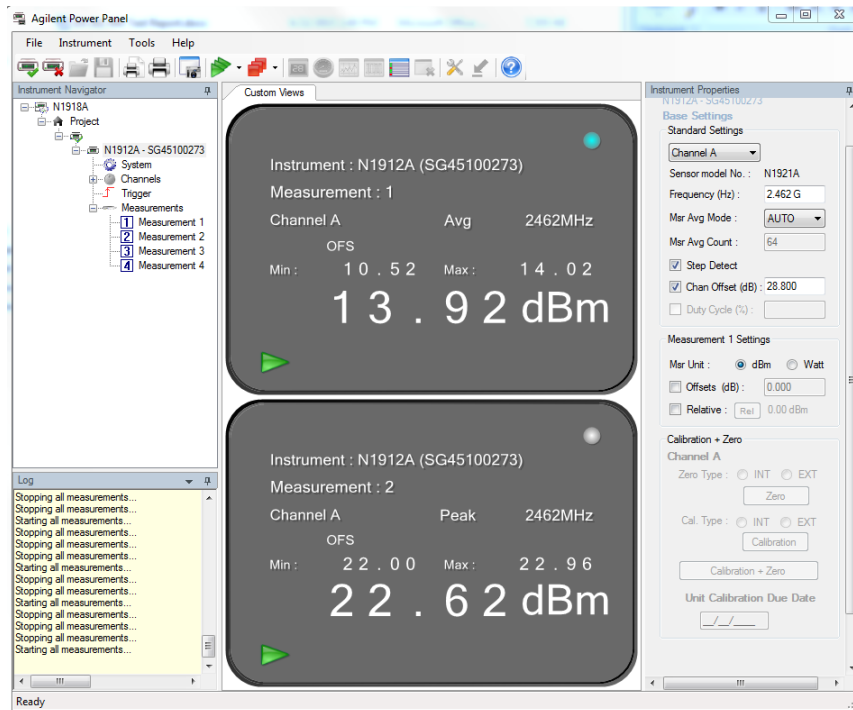 Agilent Power Panel
File Instrument Tools Help
Instrument Navigator
N1918A
Project
N1912A - SG45100273
System
Channels
Trigger
Measurements
1 Measurement 1
2 Measurement 2
3 Measurement 3
4 Measurement 4
Log
Stopping all measurements...
Stopping all measurements...
Starting all measurements...
Stopping all measurements...
Stopping all measurements...
Stopping all measurements...
Starting all measurements...
Stopping all measurements...
Stopping all measurements...
Starting all measurements...
Stopping all measurements...
Stopping all measurements...
Stopping all measurements...
Starting all measurements...
Custom Views
Instrument : N1912A (SG45100273)
Measurement : 1
Channel A Avg 2462MHz
OFS
Min : 10.52 Max : 14.02
13.92 dBm
Instrument : N1912A (SG45100273)
Measurement : 2
Channel A Peak 2462MHz
OFS
Min : 22.00 Max : 22.96
22.62 dBm
Instrument Properties
N1912A - SG45100273
Base Settings
Standard Settings
Channel A
Sensor model No. : N1921A
Frequency (Hz) : 2.462 G
Msr Avg Mode : AUTO
Msr Avg Count : 64
Step Detect
Chan Offset (dB) : 28.800
Duty Cycle (%) :
Measurement 1 Settings
Msr Unit : dBm Watt
Offsets (dB) : 0.000
Relative : Rel 0.00 dBm
Calibration + Zero
Channel A
Zero Type : INT EXT
Zero
Cal. Type : INT EXT
Calibration
Calibration + Zero
Unit Calibration Due Date
__/__/____
Ready